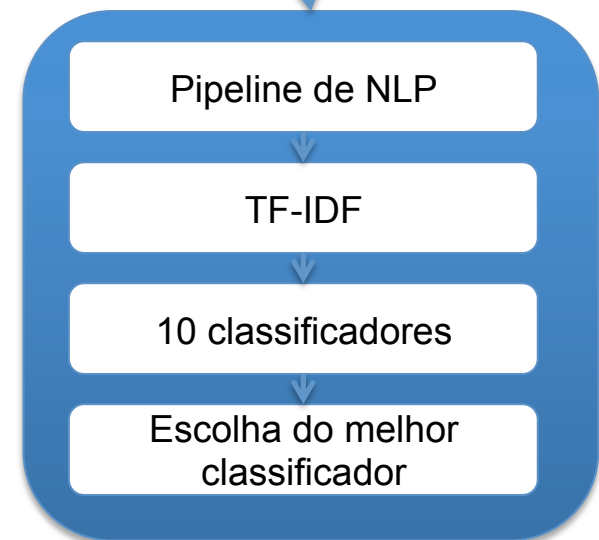 Pipeline de NLP
TF-IDF
10 classificadores
Escolha do melhor
classificador